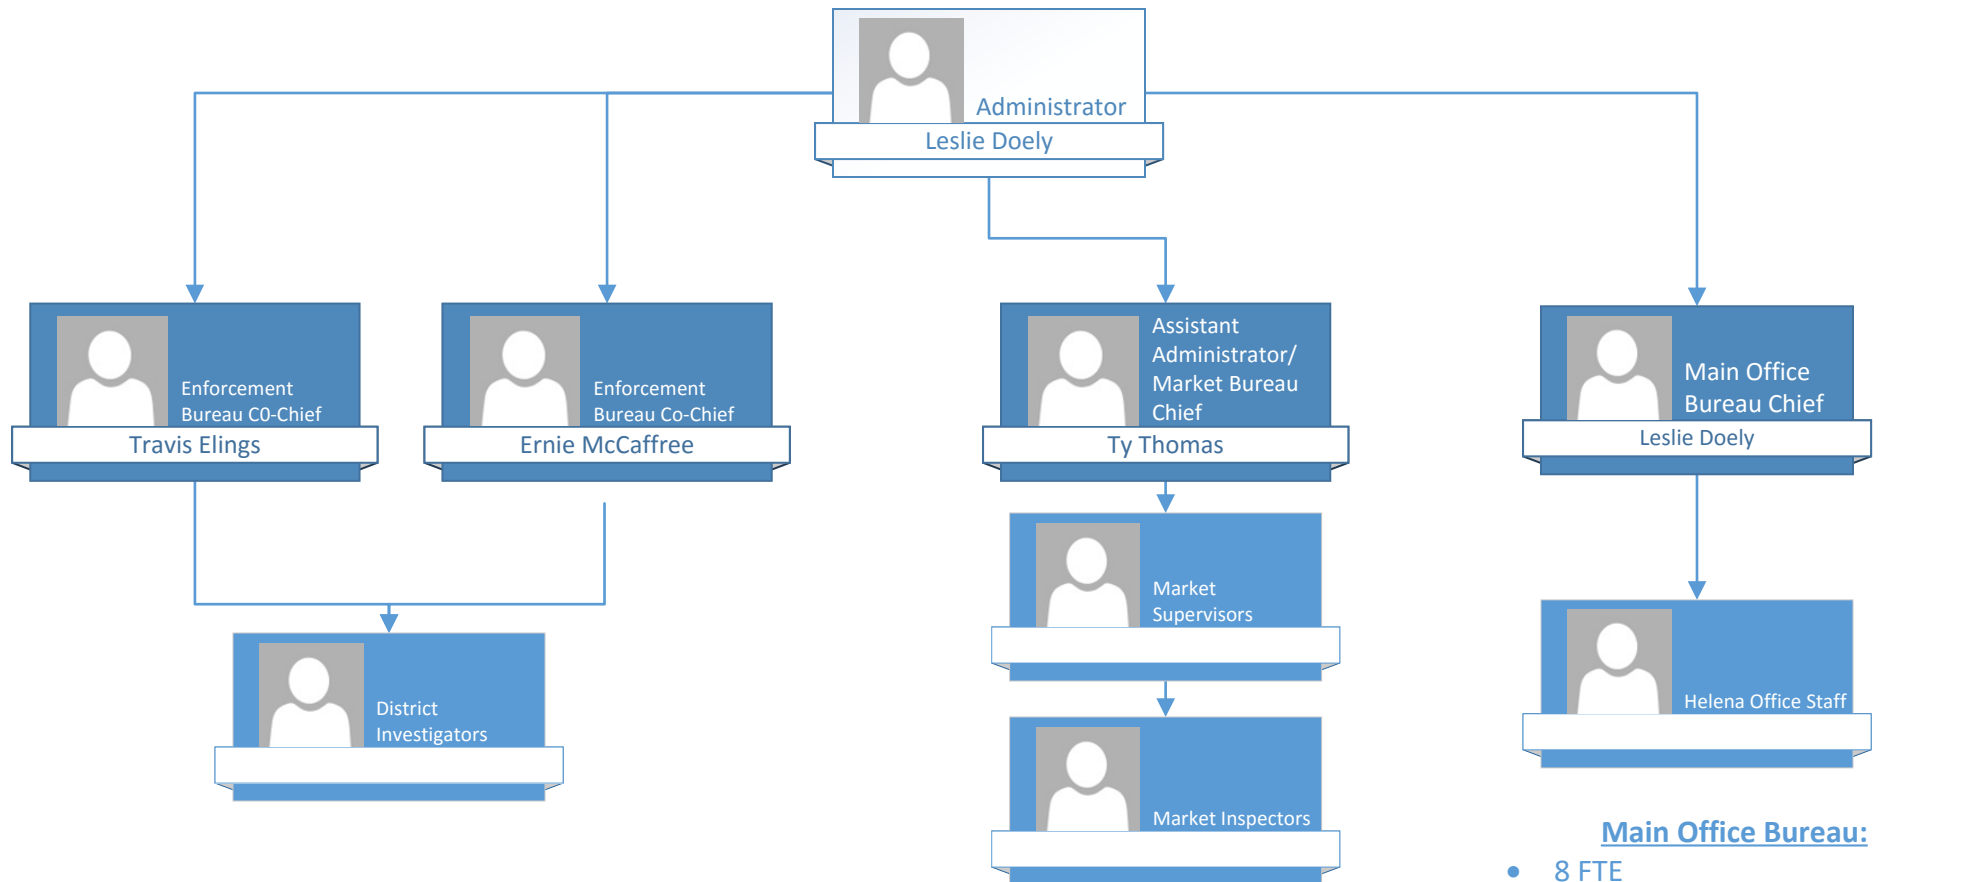 Administrator
Leslie Doely
Enforcement
Bureau C0-Chief
Travis Elings
Enforcement
Bureau Co-Chief
Ernie McCaffree
Assistant
Administrator/
Market Bureau
Chief
Ty Thomas
Main Office
Bureau Chief
Leslie Doely
District
Investigators
Market
Supervisors
Market Inspectors
Helena Office Staff
Main Office Bureau:
• 8 FTE